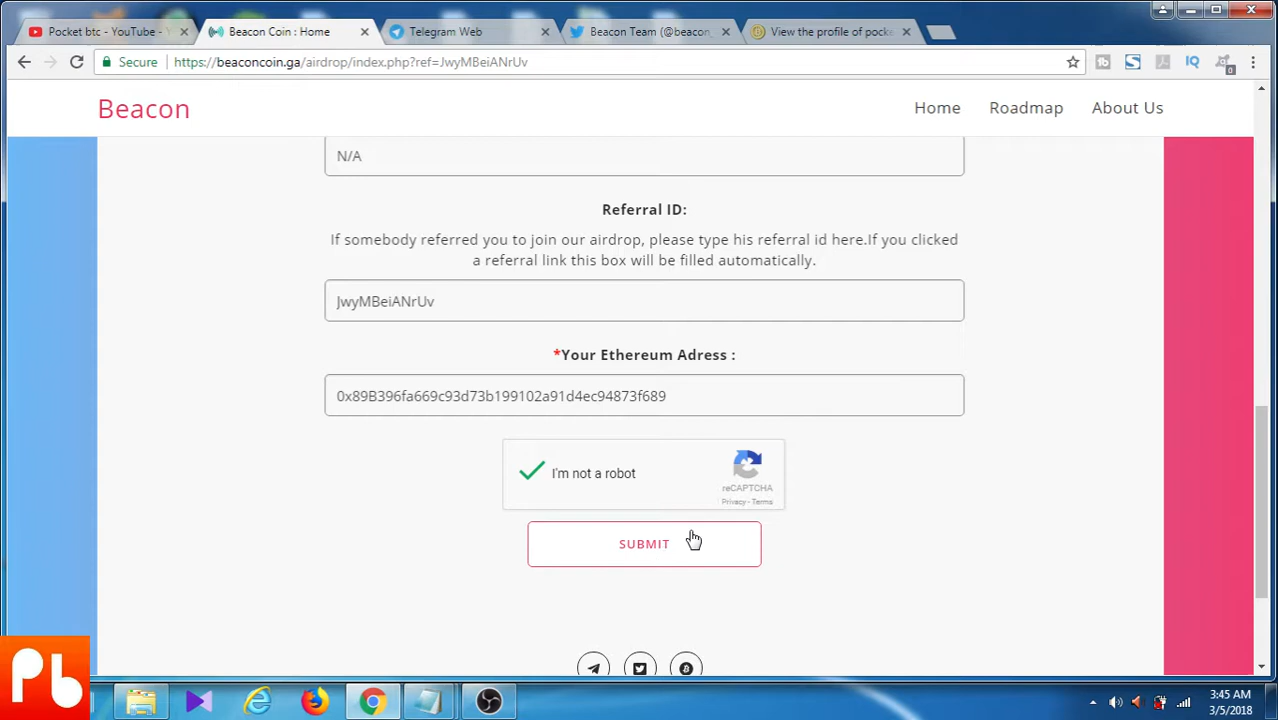 Pocket btc - YouTube -
Beacon Coin : Home
Telegram Web
Beacon Team (@beacon_
View the profile of pocke
Secure
https://beaconcoin.ga/airdrop/index.php?ref=JwyMBeiANrUv
Beacon
Home
Roadmap
About Us
N/A
Referral ID:
If somebody referred you to join our airdrop, please type his referral id here.If you clicked
a referral link this box will be filled automatically.
JwyMBeiANrUv
*Your Ethereum Adress :
0x89B396fa669c93d73b199102a91d4ec94873f689
I'm not a robot
reCAPTCHA
Privacy - Terms
SUBMIT
Pb
3:45 AM
3/5/2018